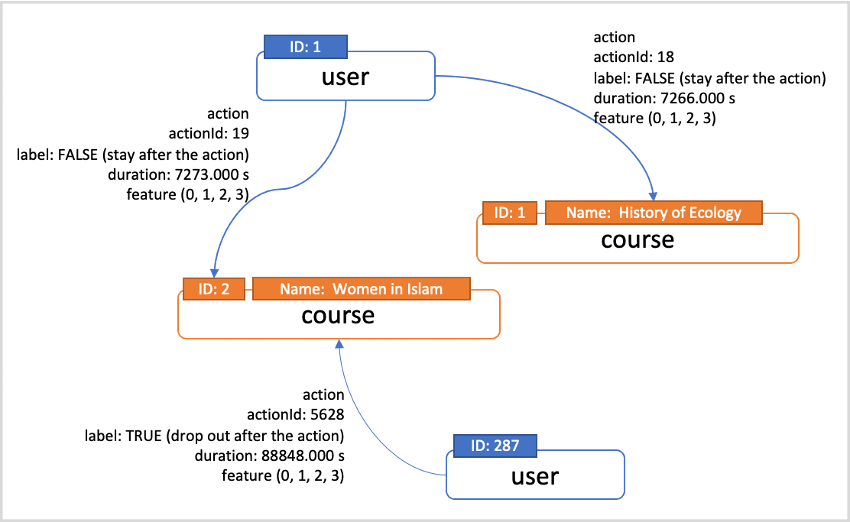 ID: 1
user
action
actionId: 18
label: FALSE (stay after the action)
duration: 7266.000 s
feature (0, 1, 2, 3)
action
actionId: 19
label: FALSE (stay after the action)
duration: 7273.000 s
feature (0, 1, 2, 3)
ID: 1
Name:  History of Ecology
course
ID: 2
Name:  Women in Islam
course
action
actionId: 5628
label: TRUE (drop out after the action)
duration: 88848.000 s
feature (0, 1, 2, 3)
ID: 287
user